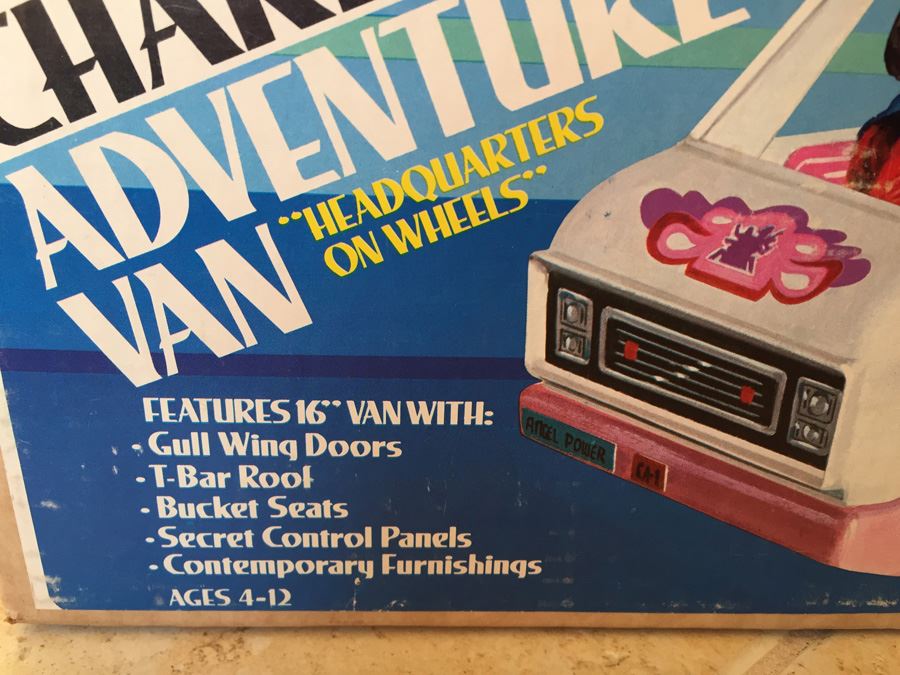 CHAR
ADVENTURE
VAN
"HEADQUARTERS
ON WHEELS"
FEATURES 16" VAN WITH:
• Gull Wing Doors
• T-Bar Roof
• Bucket Seats
• Secret Control Panels
• Contemporary Furnishings
AGES 4-12
ANGEL POWER
CA-1